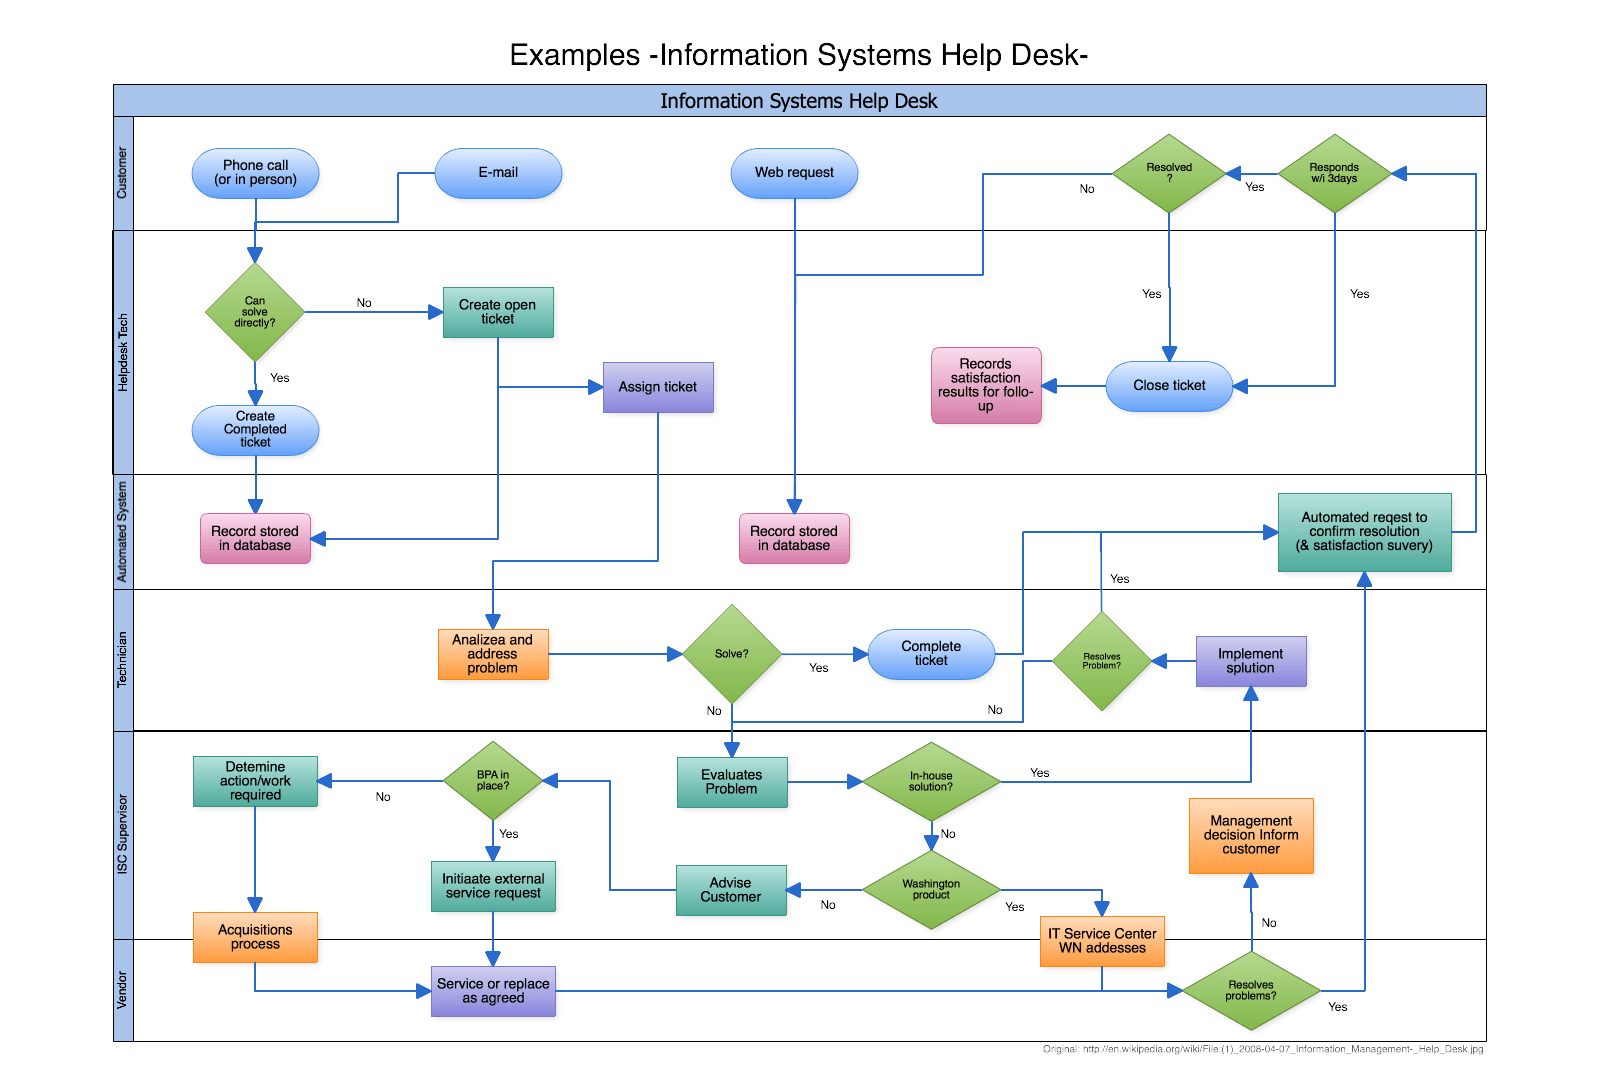 Examples -Information Systems Help Desk-
Information Systems Help Desk
Customer
Phone call
(or in person)
E-mail
Web request
Resolved
?
Responds
w/i 3days
No
Yes
Helpdesk Tech
Can
solve
directly?
No
Create open
ticket
Yes
Yes
Yes
Assign ticket
Records
satisfaction
results for follo-
up
Close ticket
Create
Completed
ticket
Automated System
Record stored
in database
Record stored
in database
Automated reqest to
confirm resolution
(& satisfaction suvery)
Yes
Technician
Analizea and
address
problem
Solve?
Yes
Complete
ticket
Resolves
Problem?
Implement
splution
No
No
ISC Supervisor
Detemine
action/work
required
No
BPA in
place?
Yes
Evaluates
Problem
In-house
solution?
Yes
No
Management
decision Inform
customer
Initiaate external
service request
Advise
Customer
No
Washington
product
Yes
Acquisitions
process
IT Service Center
WN addesses
No
Vendor
Service or replace
as agreed
Resolves
problems?
Yes
Original: http://en.wikipedia.org/wiki/File:(1)_2008-04-07_Information_Management-_Help_Desk.jpg